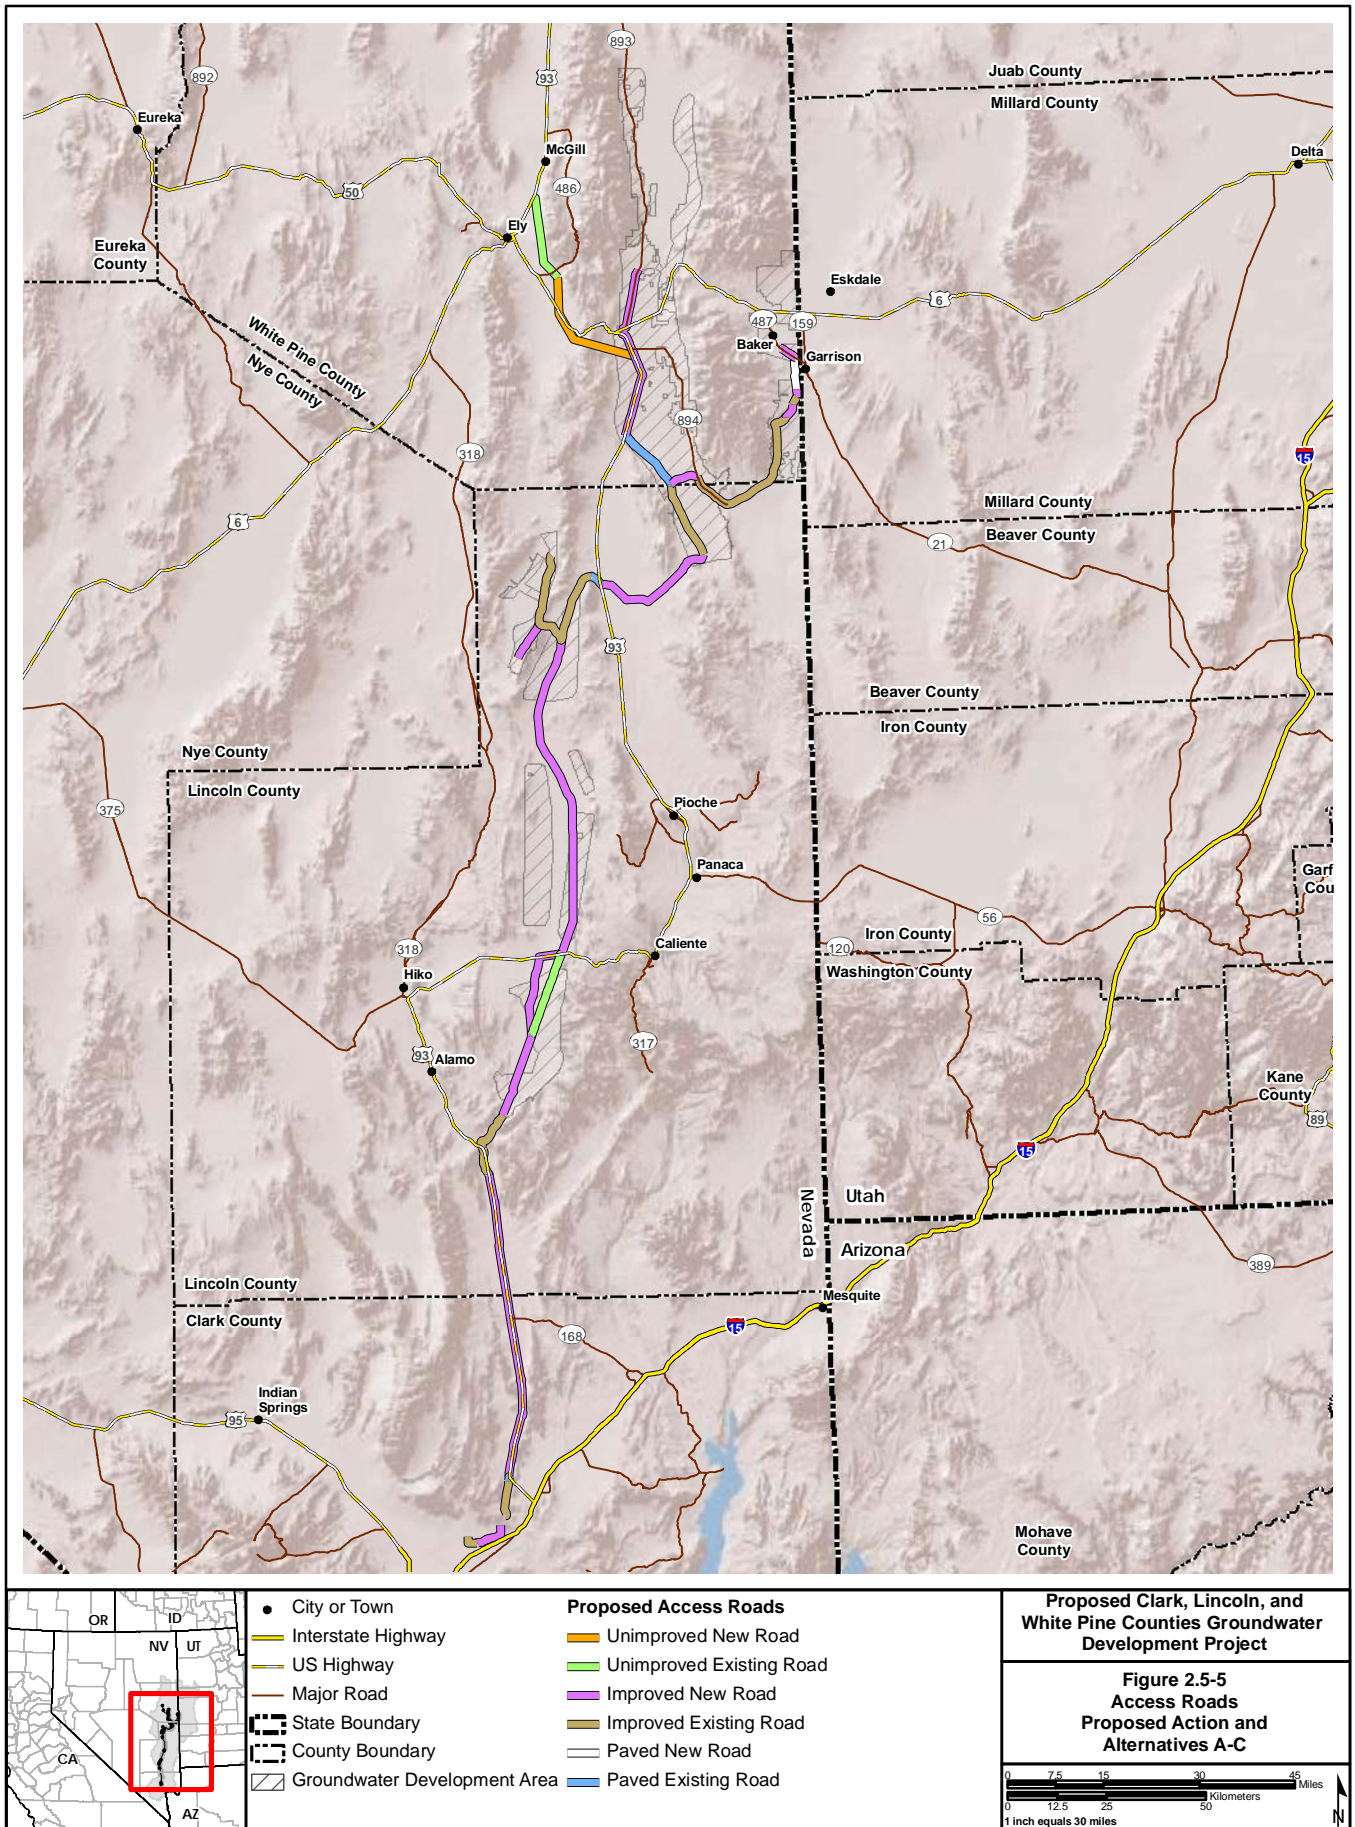 893
93
892
Juab County
Millard County
Eureka
Delta
McGill
486
50
Ely
Eureka
County
Eskdale
6
487
159
Baker
Garrison
White Pine County
Nye County
894
318
15
Millard County
Beaver County
6
21
93
Beaver County
Iron County
Nye County
Lincoln County
375
Pioche
Panaca
Garf
Cou
56
318
Iron County
120
Caliente
Washington County
Hiko
317
93
Alamo
Kane
County
89
15
Nevada
Utah
Arizona
389
Lincoln County
Mesquite
Clark County
15
168
Indian
Springs
95
Mohave
County
OR
ID
NV
UT
CA
AZ
City or Town
Interstate Highway
US Highway
Major Road
State Boundary
County Boundary
Groundwater Development Area
Proposed Access Roads
Unimproved New Road
Unimproved Existing Road
Improved New Road
Improved Existing Road
Paved New Road
Paved Existing Road
Proposed Clark, Lincoln, and
White Pine Counties Groundwater
Development Project
Figure 2.5-5
Access Roads
Proposed Action and
Alternatives A-C
0 7.5 15 30 45
Miles
Kilometers
0 12.5 25 50
1 inch equals 30 miles
N